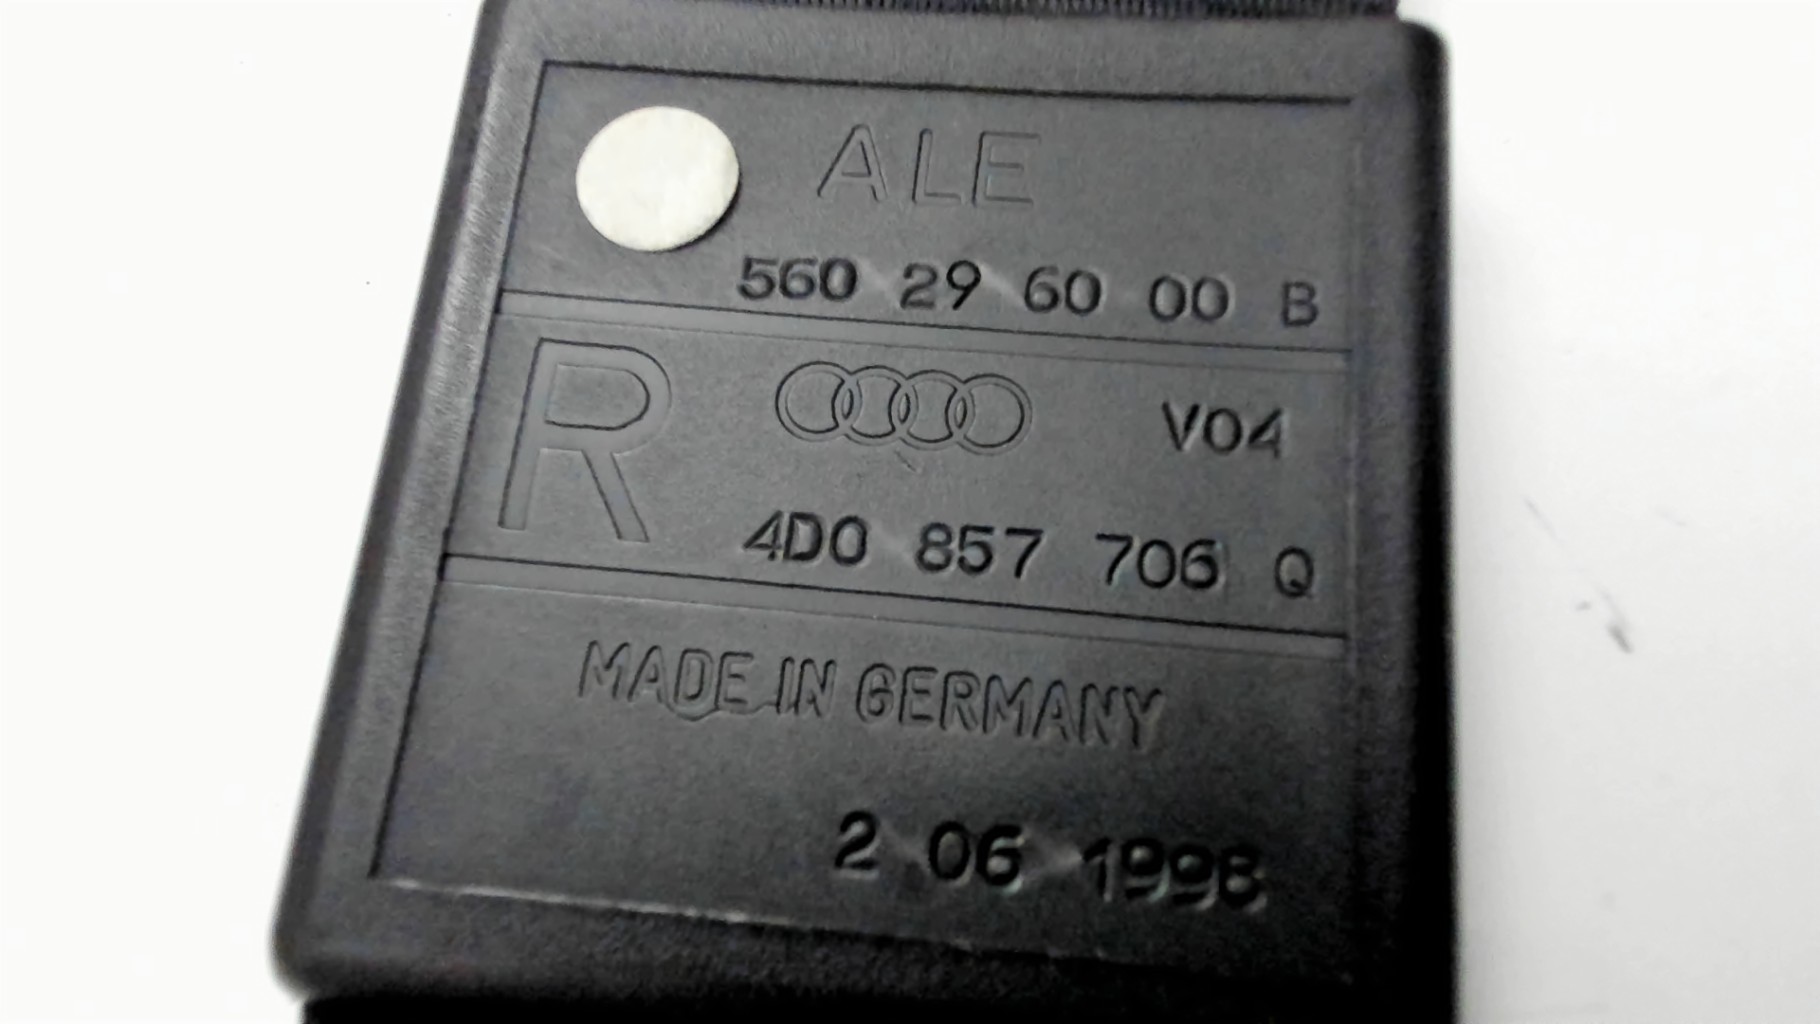 ALE
560 29 60 00 B
R V04
4D0 857 706 Q
MADE IN GERMANY
2 06 1998